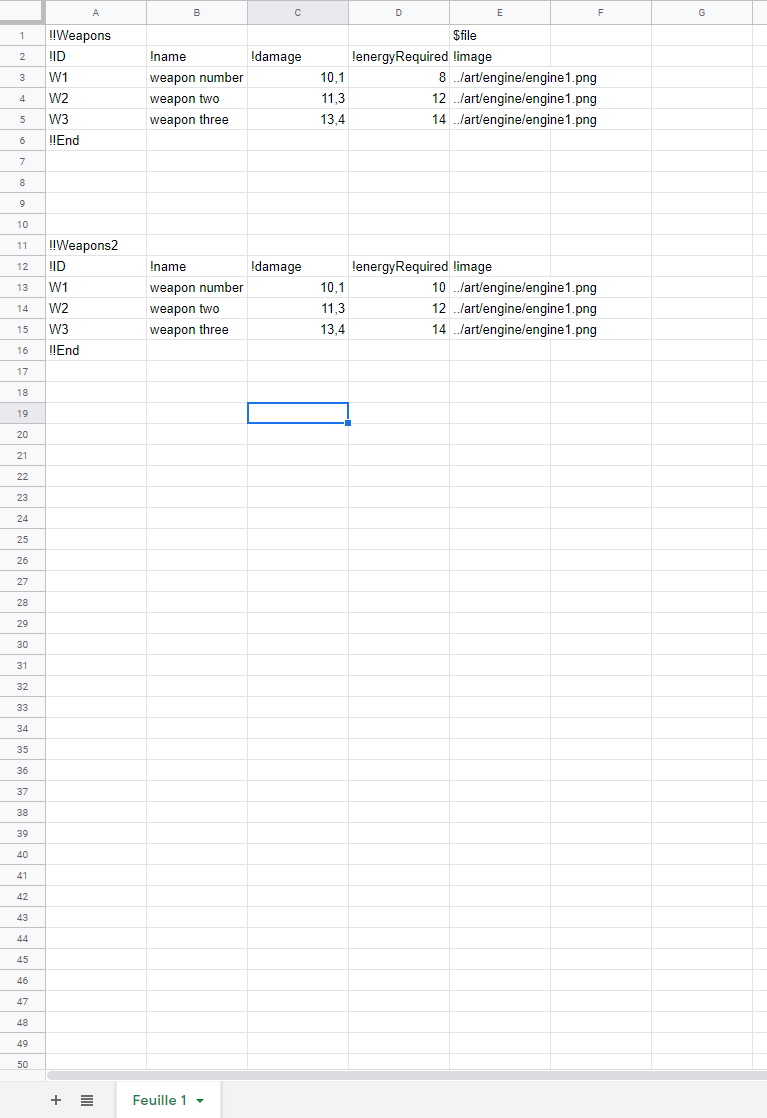 A B C D E F G
1 !!Weapons $file
2 !ID !name !damage !energyRequired !image
3 W1 weapon number 10,1 8 ../art/engine/engine1.png
4 W2 weapon two 11,3 12 ../art/engine/engine1.png
5 W3 weapon three 13,4 14 ../art/engine/engine1.png
6 !!End
7
8
9
10
11 !!Weapons2
12 !ID !name !damage !energyRequired !image
13 W1 weapon number 10,1 10 ../art/engine/engine1.png
14 W2 weapon two 11,3 12 ../art/engine/engine1.png
15 W3 weapon three 13,4 14 ../art/engine/engine1.png
16 !!End
17
18
19
20
21
22
23
24
25
26
27
28
29
30
31
32
33
34
35
36
37
38
39
40
41
42
43
44
45
46
47
48
49
50
Feuille 1